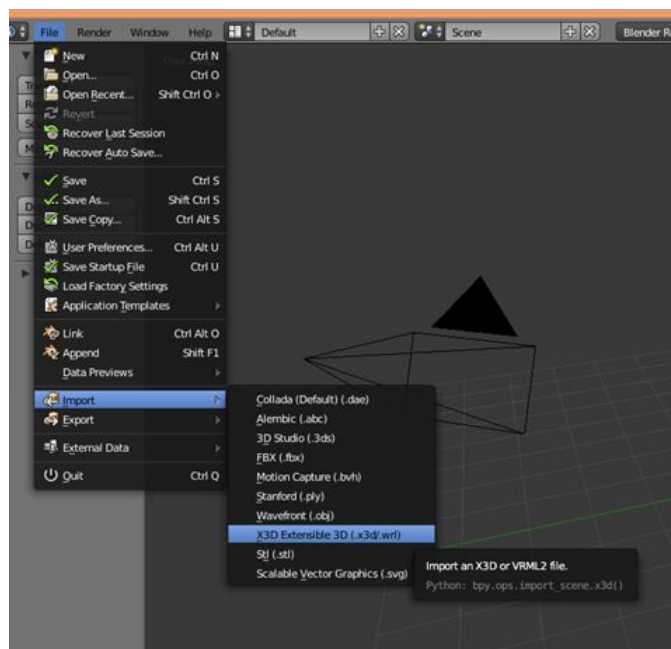 File Render Window Help Default Scene Blender R
New Ctrl N
Open... Ctrl O
Open Recent... Shift Ctrl O
Revert
Recover Last Session
Recover Auto Save...
Save Ctrl S
Save As... Shift Ctrl S
Save Copy... Ctrl Alt S
User Preferences... Ctrl Alt U
Save Startup File Ctrl U
Load Factory Settings
Application Templates
Link Ctrl Alt O
Append Shift F1
Data Previews
Import
Export
External Data
Quit Ctrl Q
Collada (Default) (.dae)
Alembic (.abc)
3D Studio (.3ds)
FBX (.fbx)
Motion Capture (.bvh)
Stanford (.ply)
Wavefront (.obj)
X3D Extensible 3D (.x3d/.wrl)
Stl (.stl)
Scalable Vector Graphics (.svg)
Import an X3D or VRML2 file.
Python: bpy.ops.import_scene.x3d()